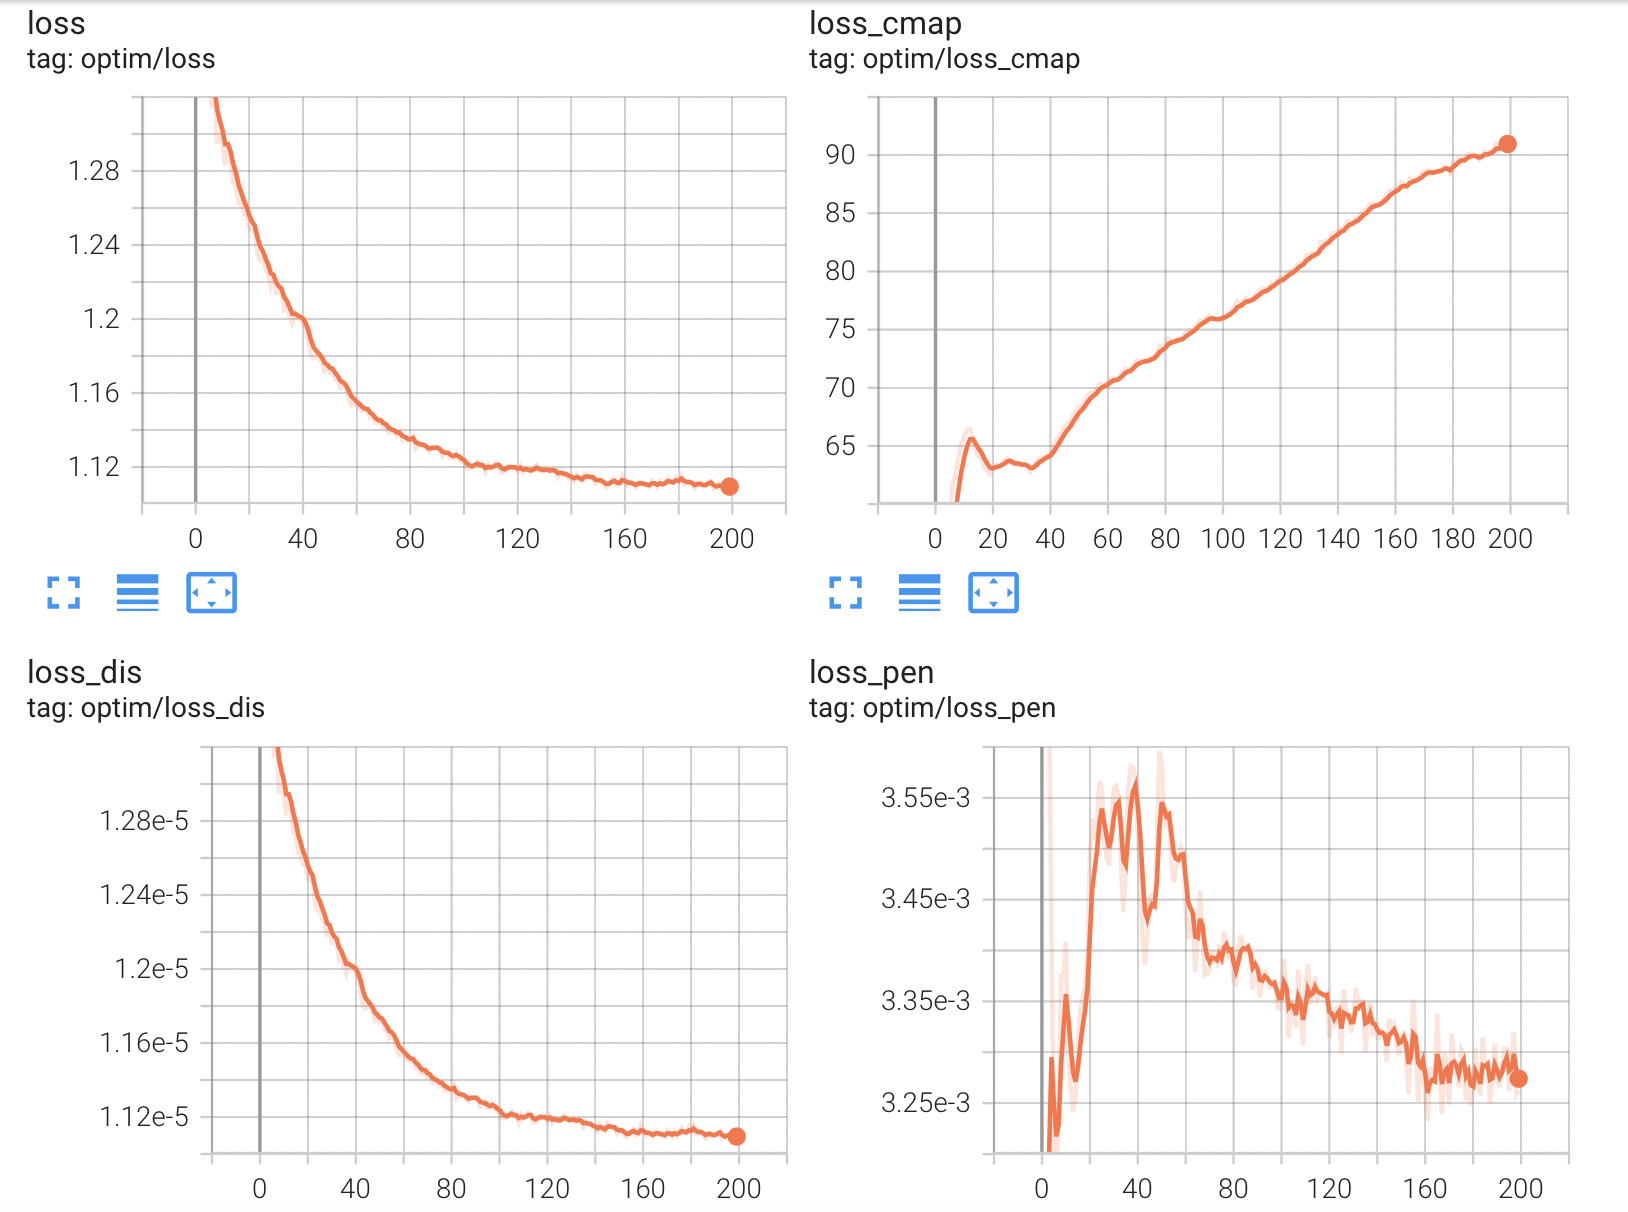 loss
tag: optim/loss
1.28
1.24
1.2
1.16
1.12
0 40 80 120 160 200
loss_cmap
tag: optim/loss_cmap
90
85
80
75
70
65
0 20 40 60 80 100 120 140 160 180 200
loss_dis
tag: optim/loss_dis
1.28e-5
1.24e-5
1.2e-5
1.16e-5
1.12e-5
0 40 80 120 160 200
loss_pen
tag: optim/loss_pen
3.55e-3
3.45e-3
3.35e-3
3.25e-3
0 40 80 120 160 200